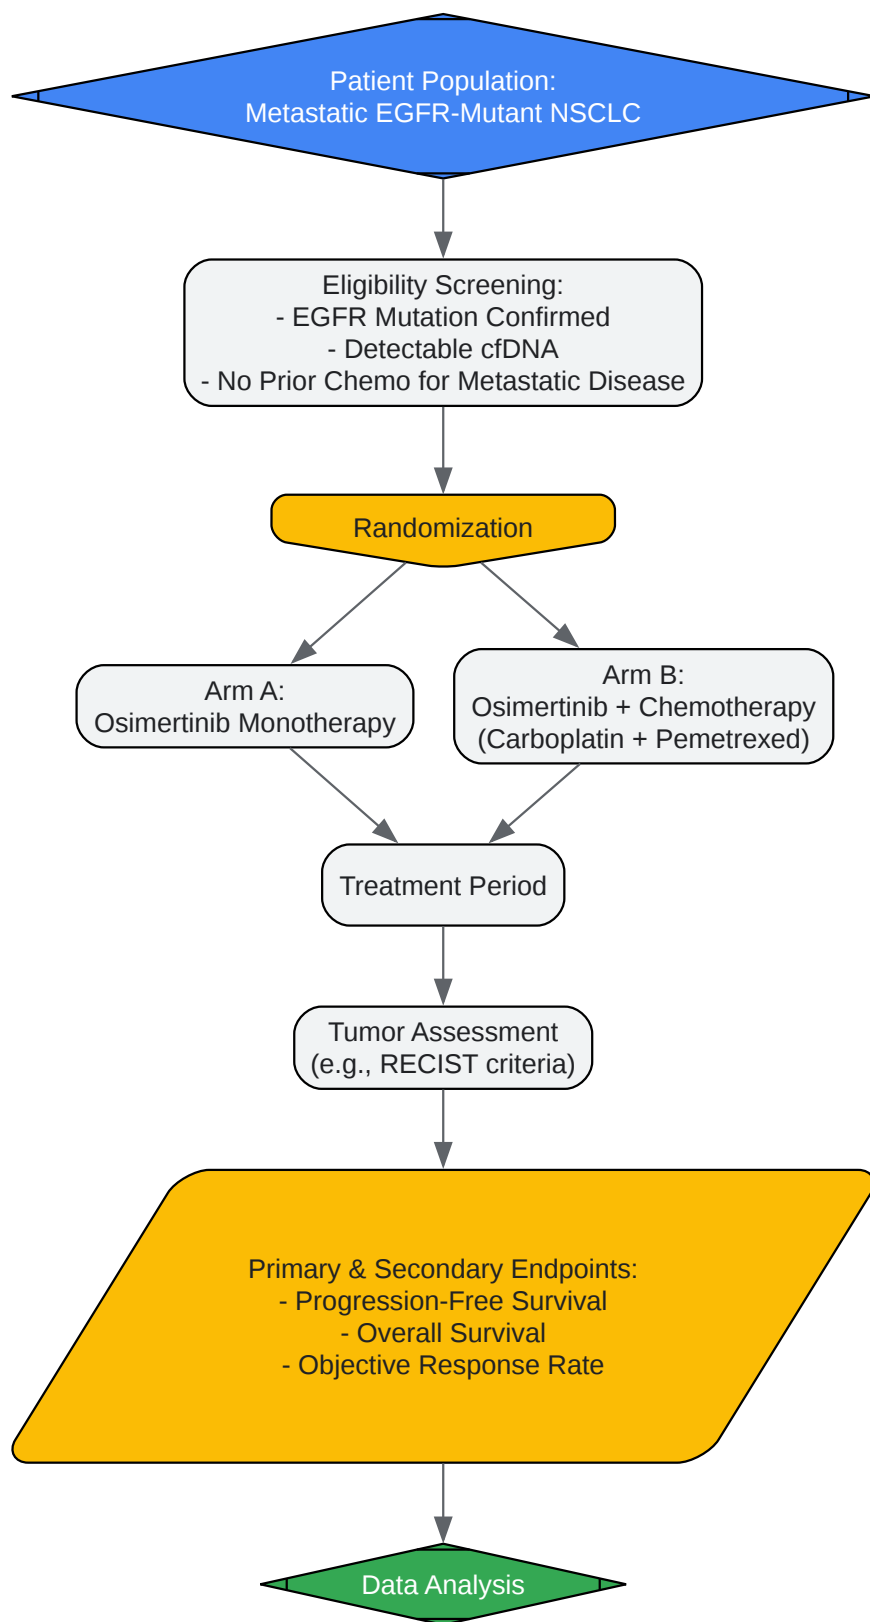 Patient Population:
Metastatic EGFR-Mutant NSCLC
Eligibility Screening:
- EGFR Mutation Confirmed
- Detectable cfDNA
- No Prior Chemo for Metastatic Disease
Randomization
Arm A:
Osimertinib Monotherapy
Arm B:
Osimertinib + Chemotherapy
(Carboplatin + Pemetrexed)
Treatment Period
Tumor Assessment
(e.g., RECIST criteria)
Primary & Secondary Endpoints:
- Progression-Free Survival
- Overall Survival
- Objective Response Rate
Data Analysis